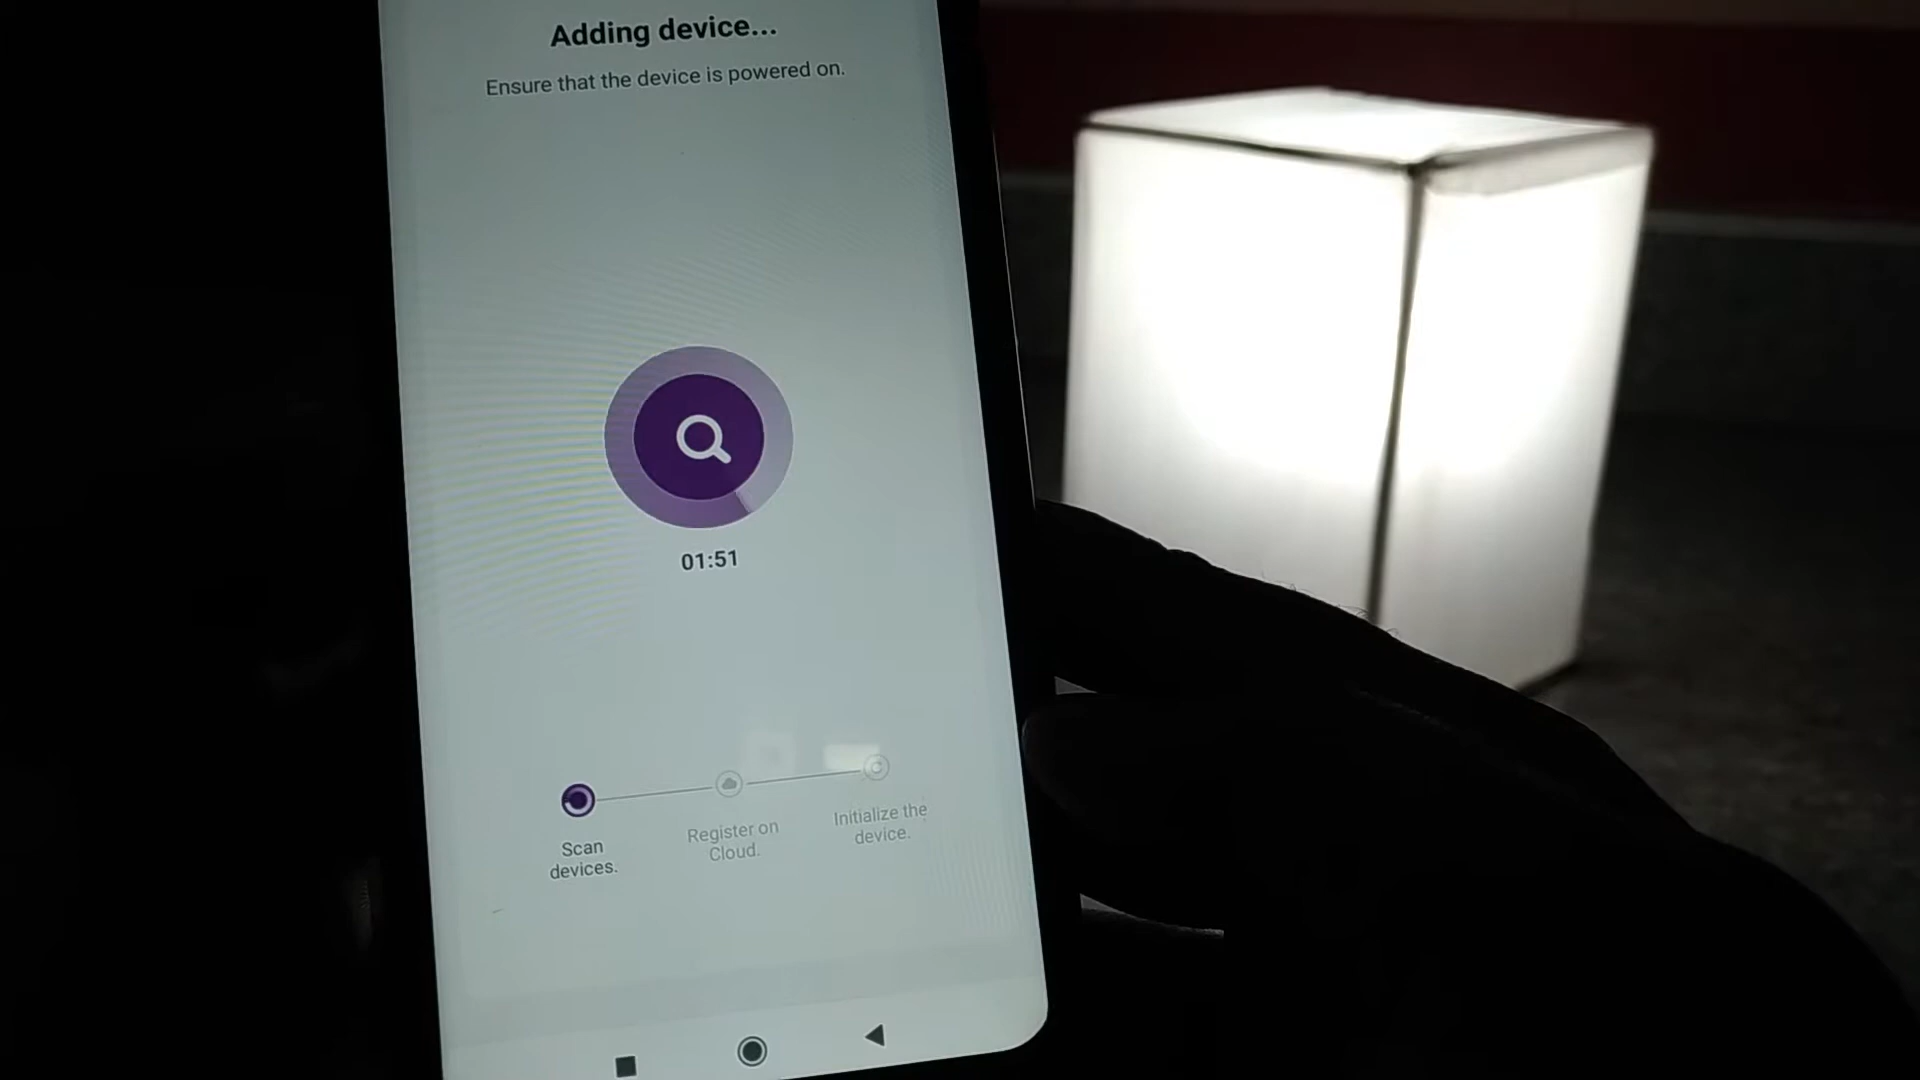 Adding device...
Ensure that the device is powered on.
01:51
Scan
devices.
Register on
Cloud.
Initialize the
device.